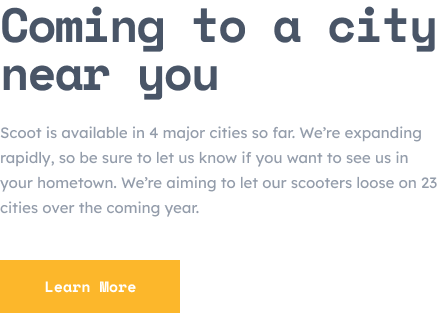 Coming to a city
near you
Scoot is available in 4 major cities so far. We’re expanding
rapidly, so be sure to let us know if you want to see us in
your hometown. We’re aiming to let our scooters loose on 23
cities over the coming year.
Learn More